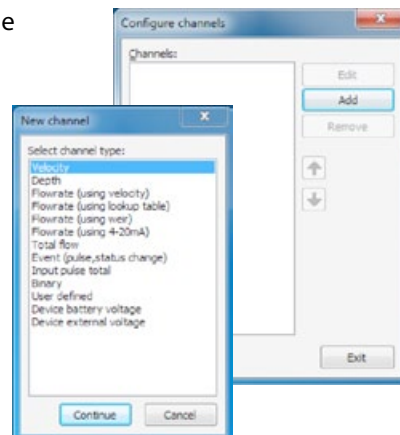 e
Configure channels
Channels:
Edit
Add
Remove
New channel
Select channel type:
Velocity
Depth
Flowrate (using velocity)
Flowrate (using lookup table)
Flowrate (using weir)
Flowrate (using 4-20mA)
Total flow
Event (pulse,status change)
Input pulse total
Binary
User defined
Device battery voltage
Device external voltage
Continue
Cancel
Exit